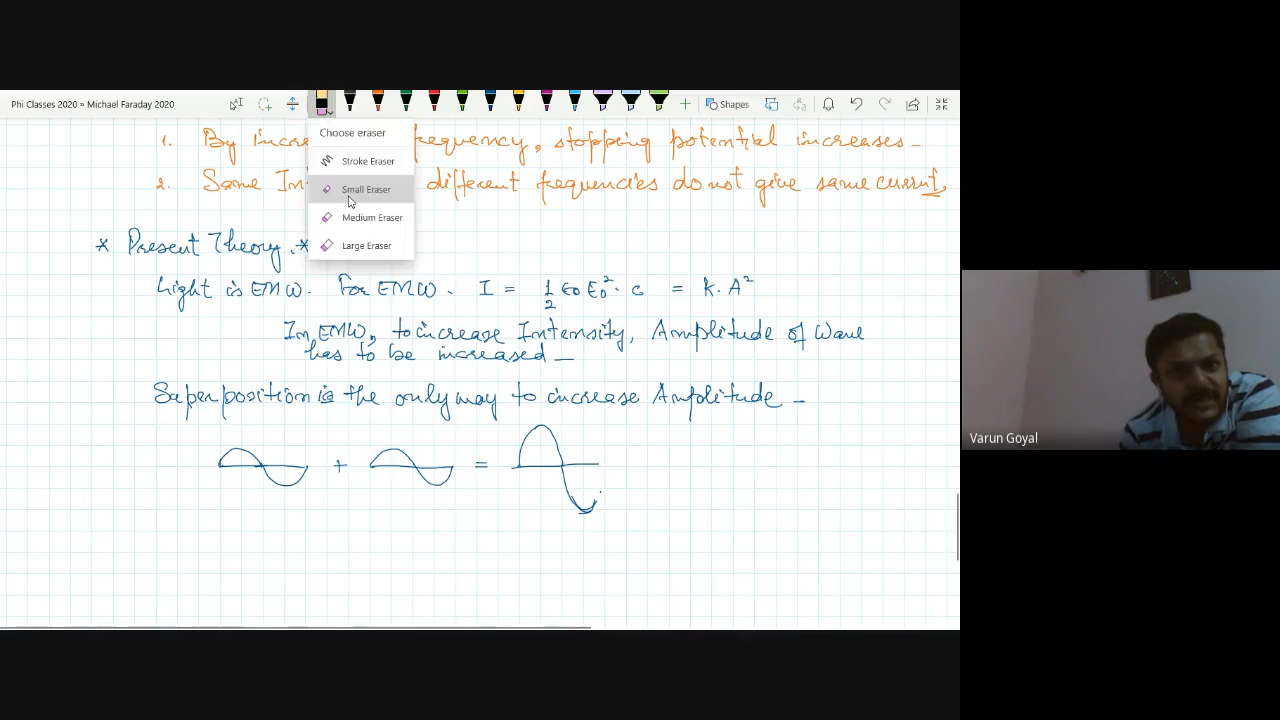 Phi Classes 2020 » Michael Faraday 2020
Shapes
Choose eraser
Stroke Eraser
Small Eraser
Medium Eraser
Large Eraser
1. By incre frequency, stopping potential increases -
2. Same In different frequencies do not give same current.
* Present Theory. *
Light is EMW. For EMW. I = 1/2 ε0 E0². c = k. A²
In EMW, to increase Intensity, Amplitude of Wave
has to be increased -
Superposition is the only way to increase Amplitude -
+ =
Varun Goyal